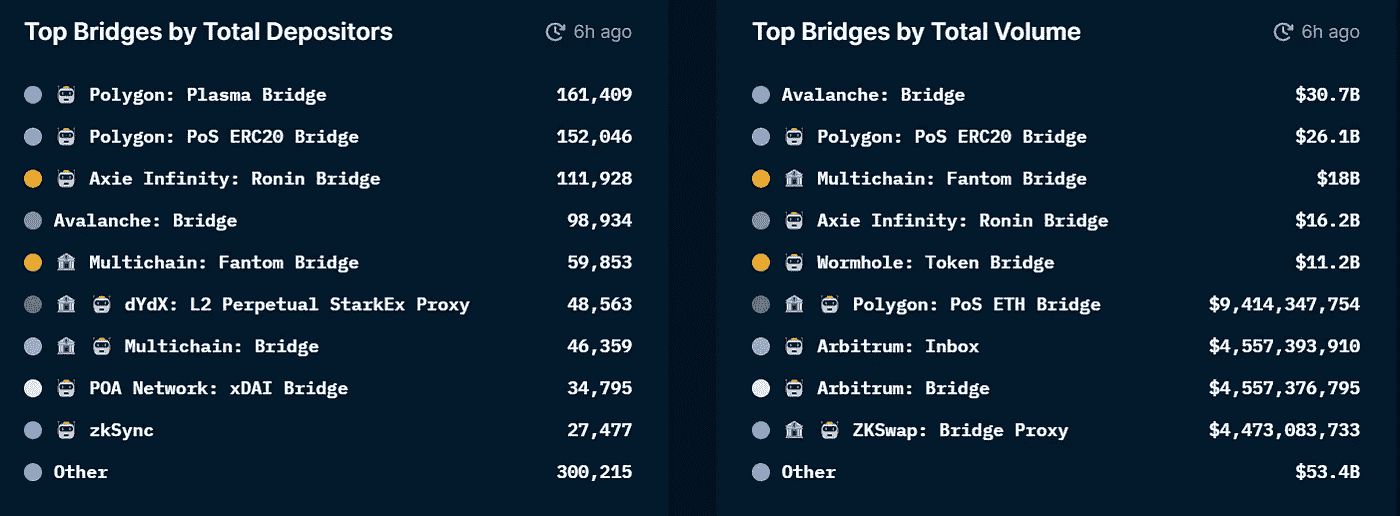 Top Bridges by Total Depositors
6h ago
Polygon: Plasma Bridge 161,409
Polygon: PoS ERC20 Bridge 152,046
Axie Infinity: Ronin Bridge 111,928
Avalanche: Bridge 98,934
Multichain: Fantom Bridge 59,853
dYdX: L2 Perpetual StarkEx Proxy 48,563
Multichain: Bridge 46,359
POA Network: xDAI Bridge 34,795
zkSync 27,477
Other 300,215
Top Bridges by Total Volume
6h ago
Avalanche: Bridge $30.7B
Polygon: PoS ERC20 Bridge $26.1B
Multichain: Fantom Bridge $18B
Axie Infinity: Ronin Bridge $16.2B
Wormhole: Token Bridge $11.2B
Polygon: PoS ETH Bridge $9,414,347,754
Arbitrum: Inbox $4,557,393,910
Arbitrum: Bridge $4,557,376,795
ZKSwap: Bridge Proxy $4,473,083,733
Other $53.4B